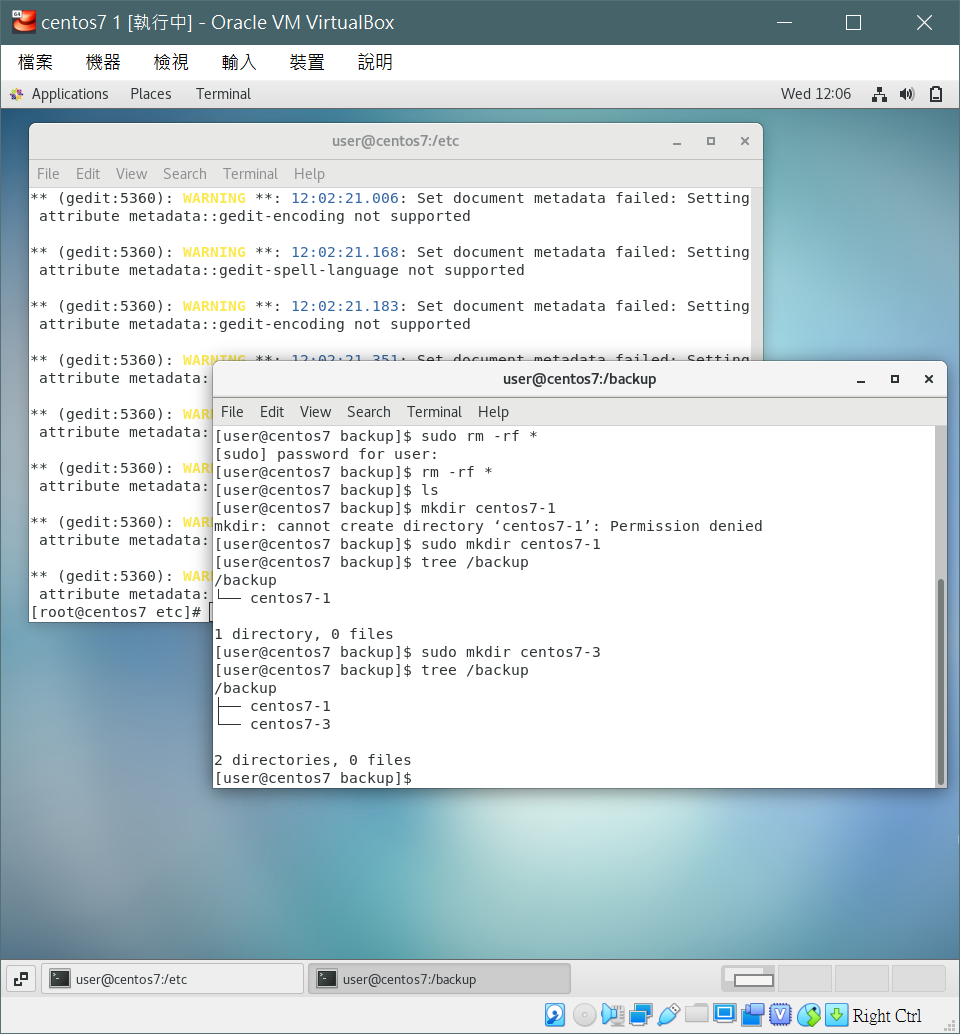 centos7 1 [執行中] - Oracle VM VirtualBox
檔案 機器 檢視 輸入 裝置 說明
Applications Places Terminal Wed 12:06
user@centos7:/etc
File Edit View Search Terminal Help
** (gedit:5360): WARNING **: 12:02:21.006: Set document metadata failed: Setting
attribute metadata::gedit-encoding not supported
** (gedit:5360): WARNING **: 12:02:21.168: Set document metadata failed: Setting
attribute metadata::gedit-spell-language not supported
** (gedit:5360): WARNING **: 12:02:21.183: Set document metadata failed: Setting
attribute metadata::gedit-encoding not supported
** (gedit:5360): WARNING **: 12:02:21.351: Set document metadata failed: Setting
attribute metadata:
** (gedit:5360): WAR
attribute metadata:
** (gedit:5360): WAR
attribute metadata:
** (gedit:5360): WAR
attribute metadata:
** (gedit:5360): WAR
attribute metadata:
[root@centos7 etc]#
user@centos7:/backup
File Edit View Search Terminal Help
[user@centos7 backup]$ sudo rm -rf *
[sudo] password for user:
[user@centos7 backup]$ rm -rf *
[user@centos7 backup]$ ls
[user@centos7 backup]$ mkdir centos7-1
mkdir: cannot create directory ‘centos7-1’: Permission denied
[user@centos7 backup]$ sudo mkdir centos7-1
[user@centos7 backup]$ tree /backup
/backup
└── centos7-1
1 directory, 0 files
[user@centos7 backup]$ sudo mkdir centos7-3
[user@centos7 backup]$ tree /backup
/backup
├── centos7-1
└── centos7-3
2 directories, 0 files
[user@centos7 backup]$
user@centos7:/etc user@centos7:/backup
Right Ctrl